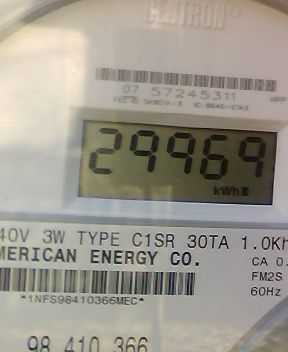 CENTRON®
07 57245311
29969
kWh
40V 3W TYPE C1SR 30TA 1.0Kh
MERICAN ENERGY CO.
CA 0.
FM2S
60Hz
*1NFS98410366MEC*
98 410 366